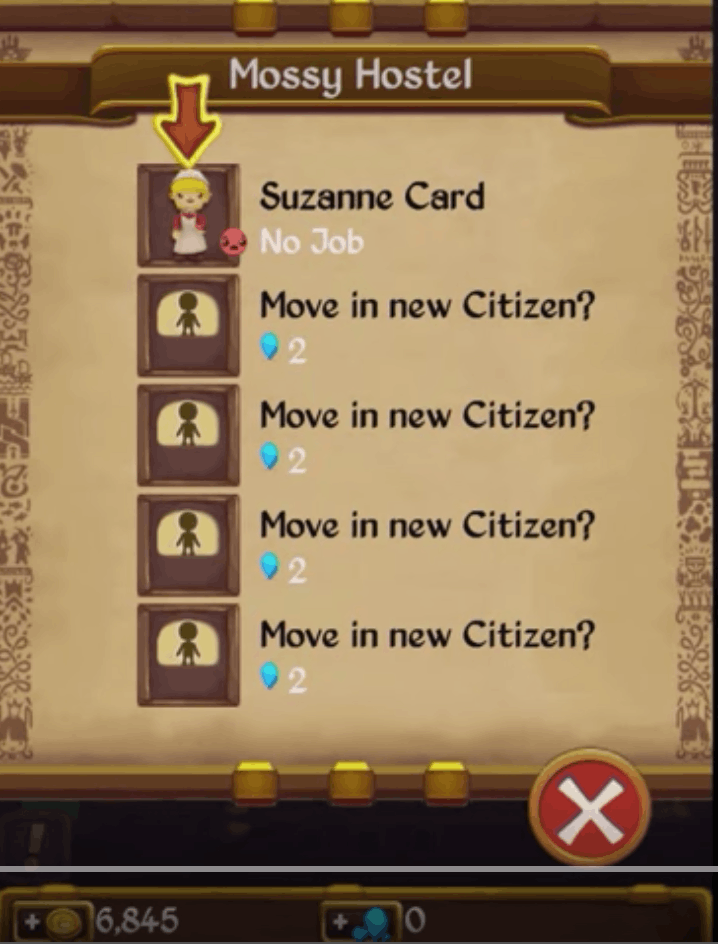 Mossy Hostel
Suzanne Card
No Job
Move in new Citizen?
2
Move in new Citizen?
2
Move in new Citizen?
2
Move in new Citizen?
2
+ 6,845 + 0